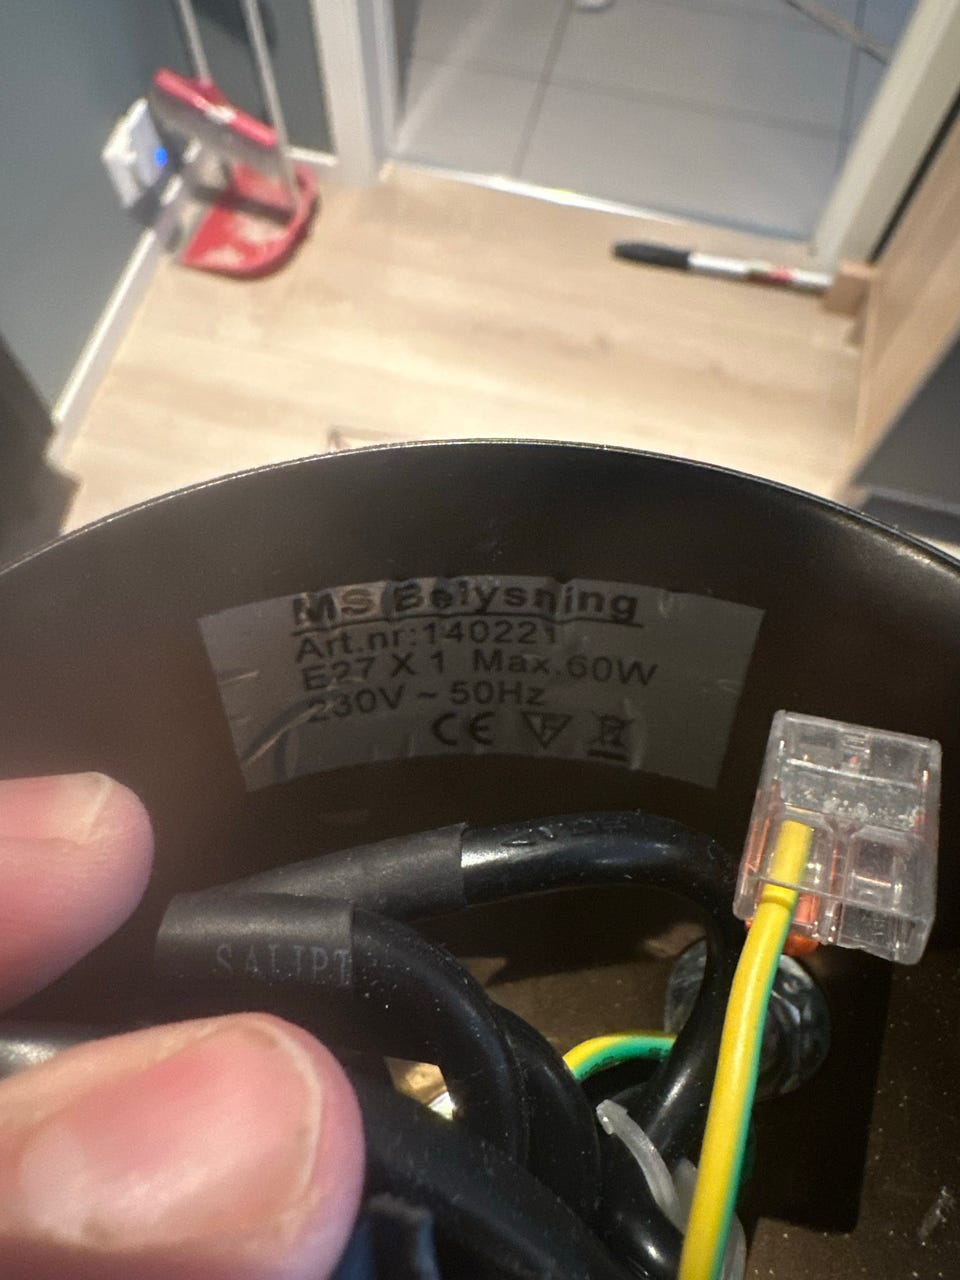 MS Belysning
Art.nr:140221
E27 X 1 Max.60W
230V ~ 50Hz
CE F
SALIPT